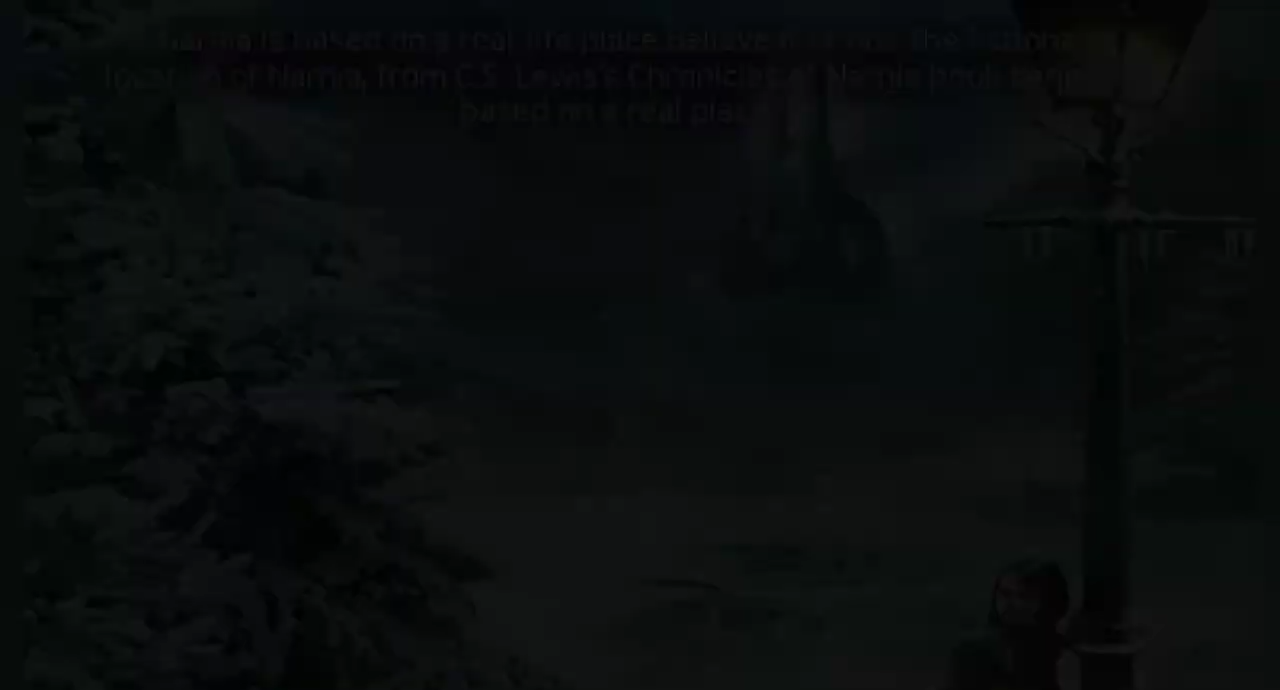 Narnia is based on a real life place believe it or not. The fictional
location of Narnia, from C.S. Lewis's Chronicles of Narnia book series
based on a real place